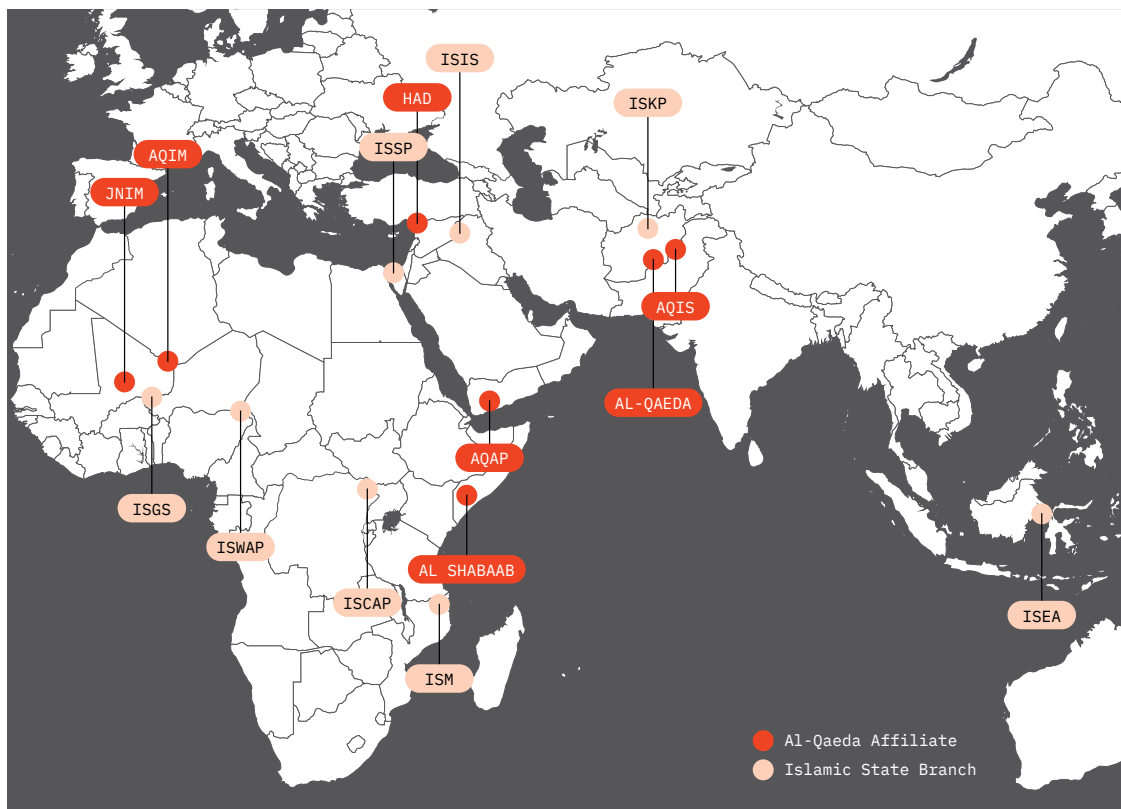 ISIS
HAD
ISKP
ISSP
AQIM
JNIM
AQIS
AL-QAEDA
AQAP
ISGS
ISWAP
AL SHABAAB
ISCAP
ISEA
ISM
Al-Qaeda Affiliate
Islamic State Branch